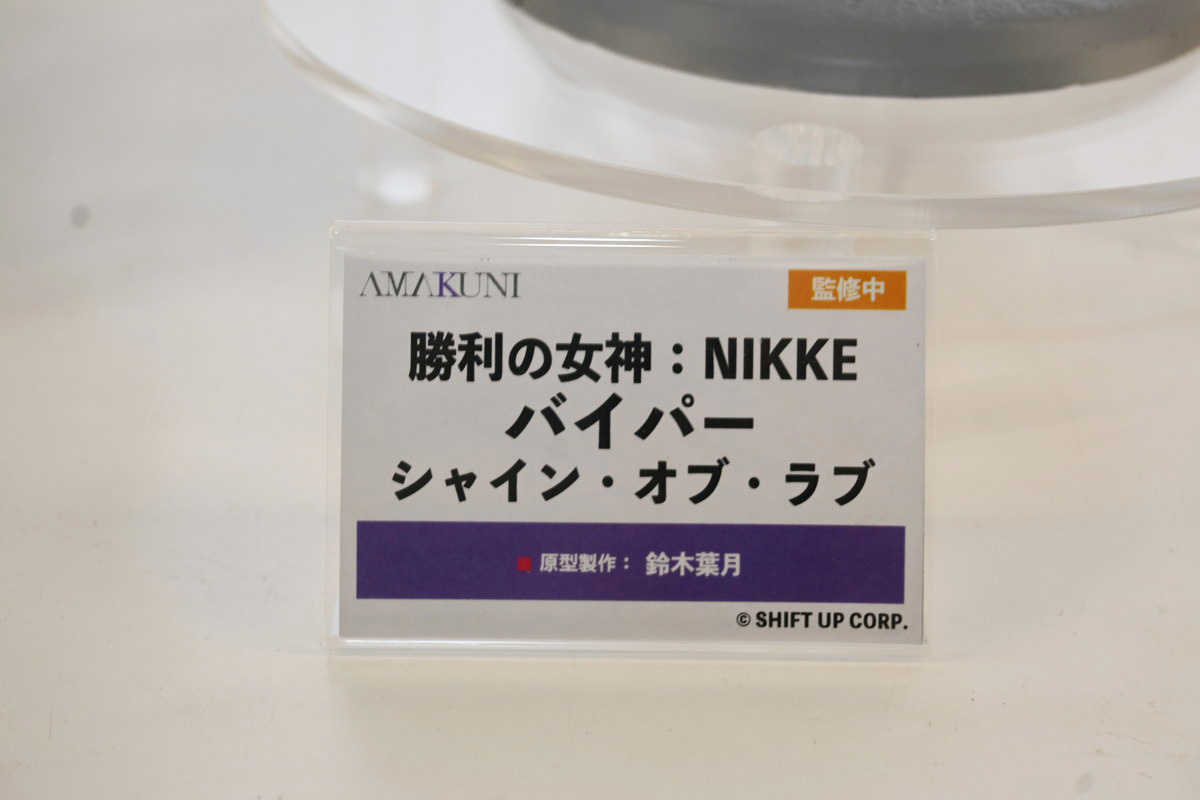 AMAKUNI
監修中
勝利の女神：NIKKE
バイパー
シャイン・オブ・ラブ
■ 原型製作： 鈴木葉月
© SHIFT UP CORP.